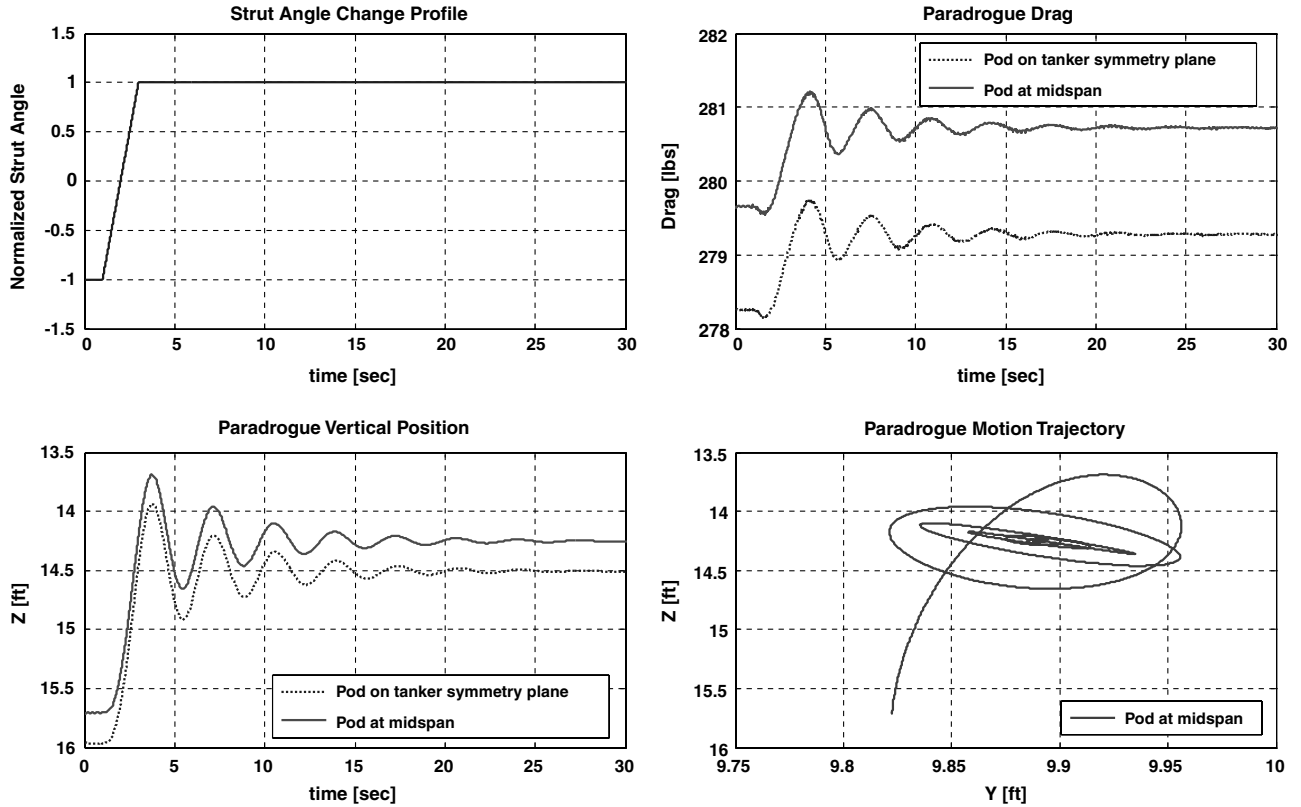 Strut Angle Change Profile
1.5
1
0.5
0
-0.5
-1
-1.5
Normalized Strut Angle
0 5 10 15 20 25 30
time [sec]
Paradrogue Drag
282
281
280
279
278
Drag [lbs]
Pod on tanker symmetry plane
Pod at midspan
0 5 10 15 20 25 30
time [sec]
Paradrogue Vertical Position
13.5
14
14.5
15
15.5
16
Z [ft]
Pod on tanker symmetry plane
Pod at midspan
0 5 10 15 20 25 30
time [sec]
Paradrogue Motion Trajectory
13.5
14
14.5
15
15.5
16
Z [ft]
Pod at midspan
9.75 9.8 9.85 9.9 9.95 10
Y [ft]